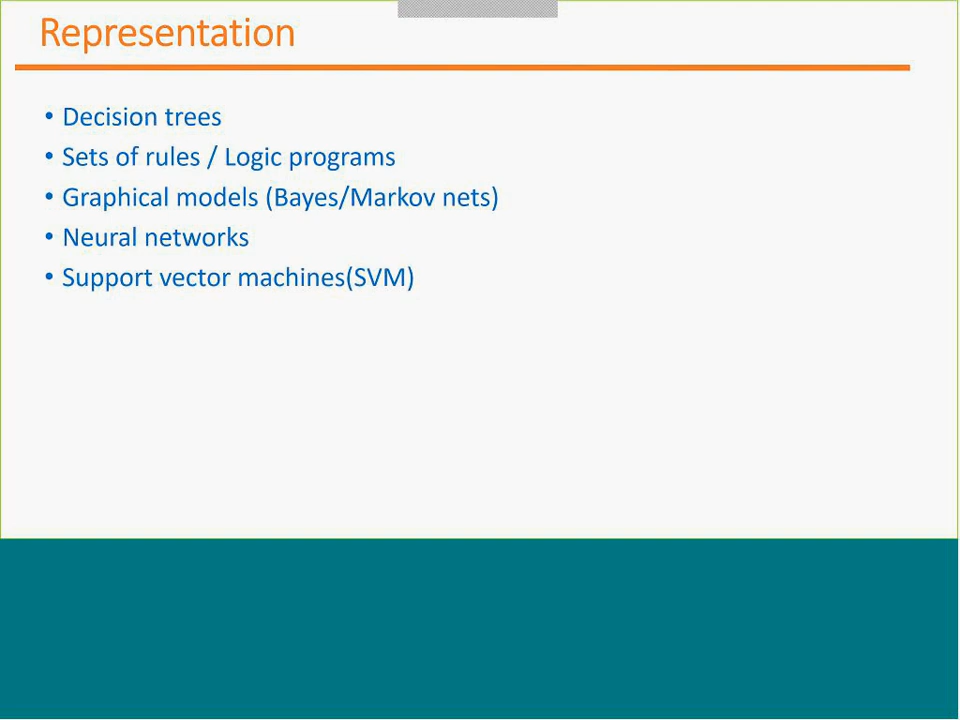 Representation
• Decision trees
• Sets of rules / Logic programs
• Graphical models (Bayes/Markov nets)
• Neural networks
• Support vector machines(SVM)